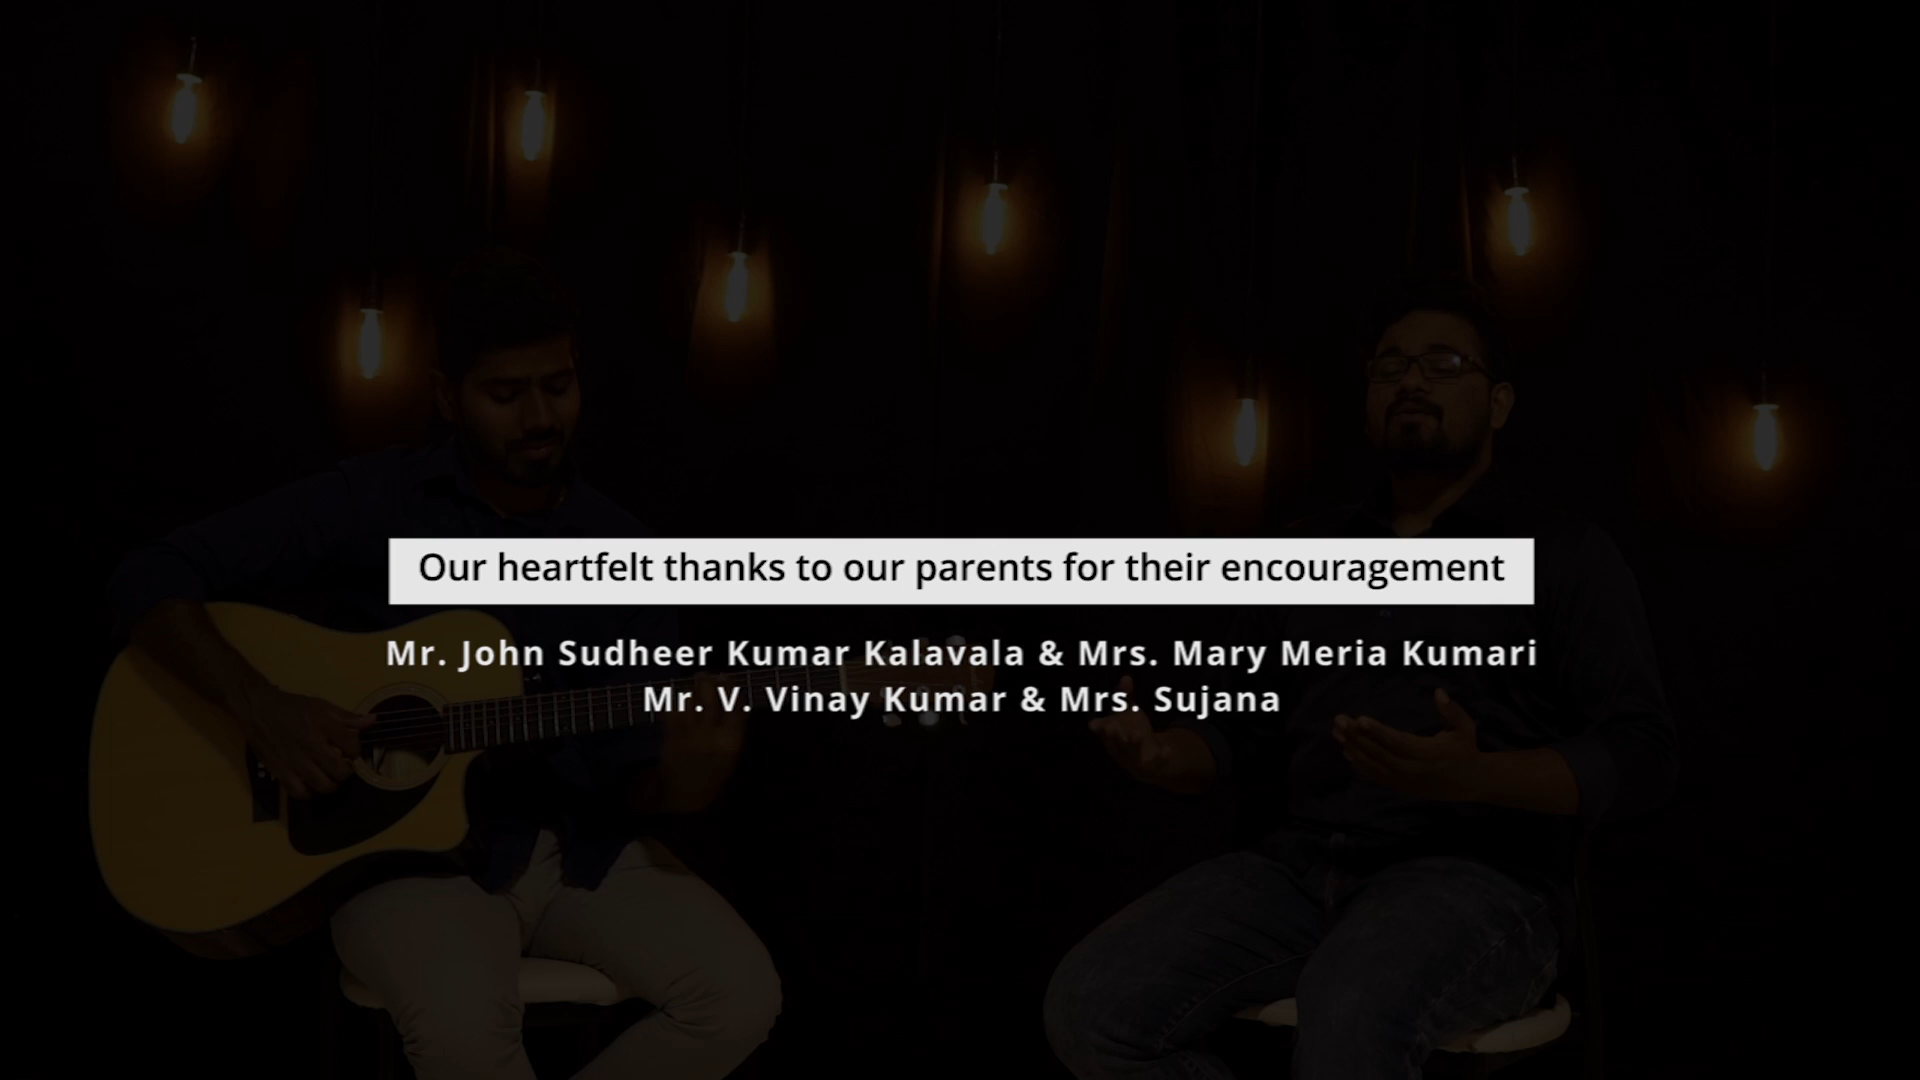 Our heartfelt thanks to our parents for their encouragement
Mr. John Sudheer Kumar Kalavala & Mrs. Mary Meria Kumari
Mr. V. Vinay Kumar & Mrs. Sujana